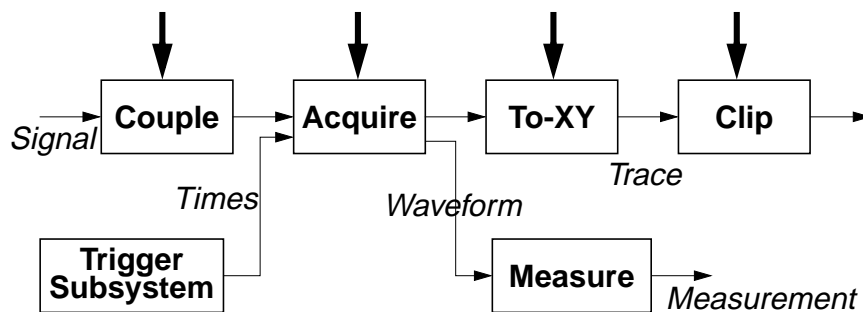 Couple
Acquire
To-XY
Clip
Signal
Times
Waveform
Trace
Trigger
Subsystem
Measure
Measurement